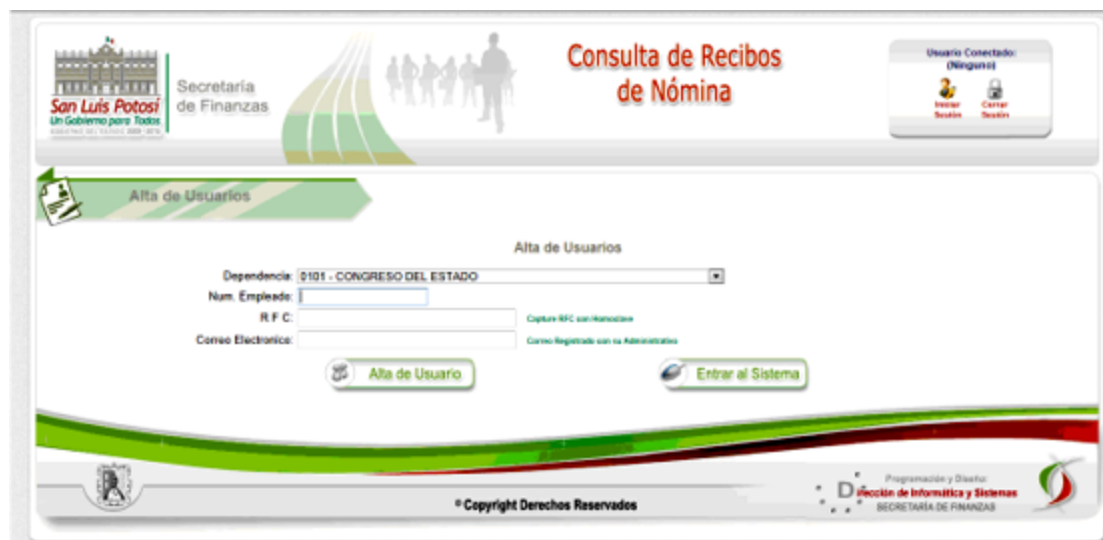 San Luis Potosí
Un Gobierno para Todos
Secretaría
de Finanzas
Consulta de Recibos
de Nómina
Usuario Conectado:
(Ninguno)
Iniciar
Sesión
Cerrar
Sesión
Alta de Usuarios
Alta de Usuarios
Dependencia: 0101 - CONGRESO DEL ESTADO
Num. Empleado:
R F C: Capture RFC con Homoclave
Correo Electronico: Correo Registrado con su Administrativo
Alta de Usuario
Entrar al Sistema
® Copyright Derechos Reservados
Programación y Diseño:
Dirección de Informática y Sistemas
SECRETARÍA DE FINANZAS